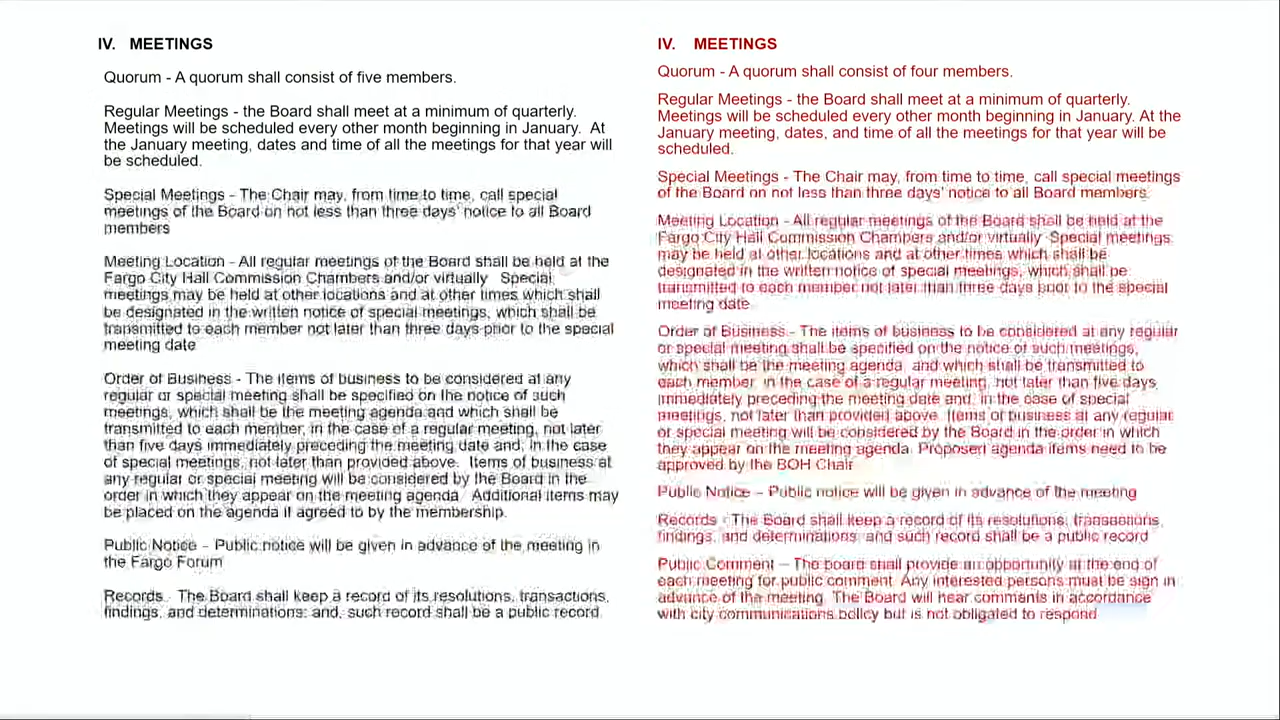 IV. MEETINGS
Quorum - A quorum shall consist of five members.
Regular Meetings - the Board shall meet at a minimum of quarterly.
Meetings will be scheduled every other month beginning in January. At
the January meeting, dates and time of all the meetings for that year will
be scheduled.
Special Meetings - The Chair may, from time to time, call special
meetings of the Board on not less than three days' notice to all Board
members
Meeting Location - All regular meetings of the Board shall be held at the
Fargo City Hall Commission Chambers and/or virtually Special
meetings may be held at other locations and at other times which shall
be designated in the written notice of special meetings, which shall be
transmitted to each member not later than three days prior to the special
meeting date
Order of Business - The items of business to be considered at any
regular or special meeting shall be specified on the notice of such
meetings, which shall be the meeting agenda and which shall be
transmitted to each member, in the case of a regular meeting, not later
than five days immediately preceding the meeting date and, in the case
of special meetings, not later than provided above. Items of business at
any regular or special meeting will be considered by the Board in the
order in which they appear on the meeting agenda Additional items may
be placed on the agenda if agreed to by the membership.
Public Notice - Public notice will be given in advance of the meeting in
the Fargo Forum
Records - The Board shall keep a record of its resolutions, transactions,
findings, and determinations: and, such record shall be a public record
IV. MEETINGS
Quorum - A quorum shall consist of four members.
Regular Meetings - the Board shall meet at a minimum of quarterly.
Meetings will be scheduled every other month beginning in January. At the
January meeting, dates, and time of all the meetings for that year will be
scheduled.
Special Meetings - The Chair may, from time to time, call special meetings
of the Board on not less than three days' notice to all Board members.
Meeting Location - All regular meetings of the Board shall be held at the
Fargo City Hall Commission Chambers and/or virtually Special meetings
may be held at other locations and at other times which shall be
designated in the written notice of special meetings, which shall be
transmitted to each member not later than three days prior to the special
meeting date
Order of Business - The items of business to be considered at any regular
or special meeting shall be specified on the notice of such meetings,
which shall be the meeting agenda, and which shall be transmitted to
each member, in the case of a regular meeting, not later than five days
immediately preceding the meeting date and, in the case of special
meetings, not later than provided above Items of business at any regular
or special meeting will be considered by the Board in the order in which
they appear on the meeting agenda. Proposed agenda items need to be
approved by the BOH Chair
Public Notice – Public notice will be given in advance of the meeting
Records - The Board shall keep a record of its resolutions, transactions,
findings, and determinations, and such record shall be a public record
Public Comment – The board shall provide an opportunity at the end of
each meeting for public comment Any interested persons must be sign in
advance of the meeting. The Board will hear comments in accordance
with city communications policy but is not obligated to respond